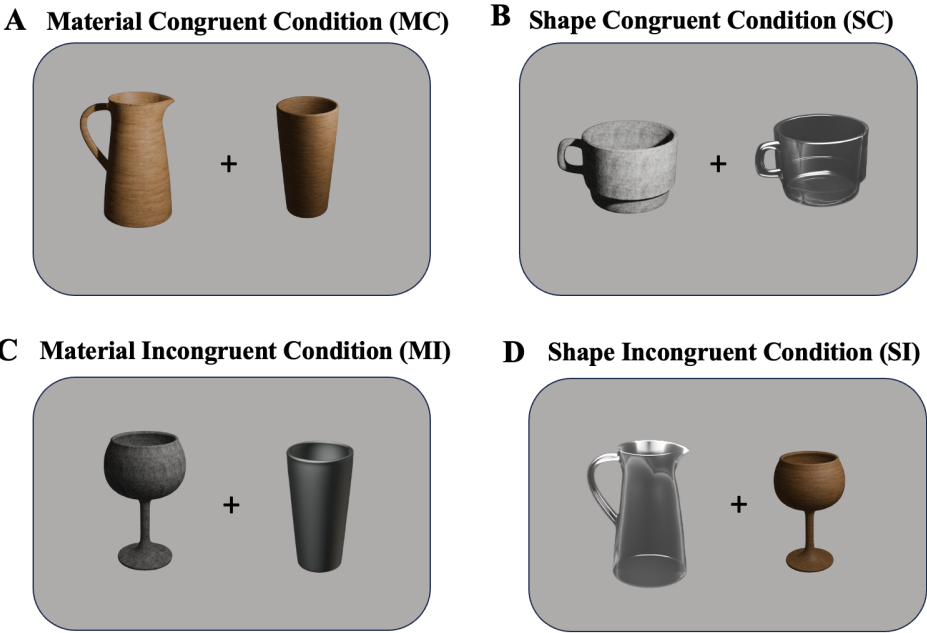 A Material Congruent Condition (MC)
B Shape Congruent Condition (SC)
+
+
C Material Incongruent Condition (MI)
D Shape Incongruent Condition (SI)
+
+